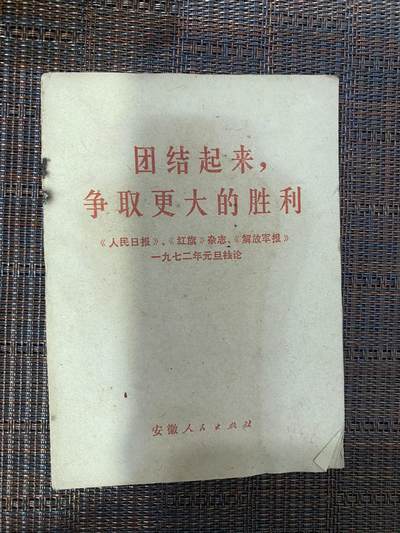 团结起来，
争取更大的胜利
《人民日报》、《红旗》杂志、《解放军报》
一九七二年元旦社论
安徽人民出版社